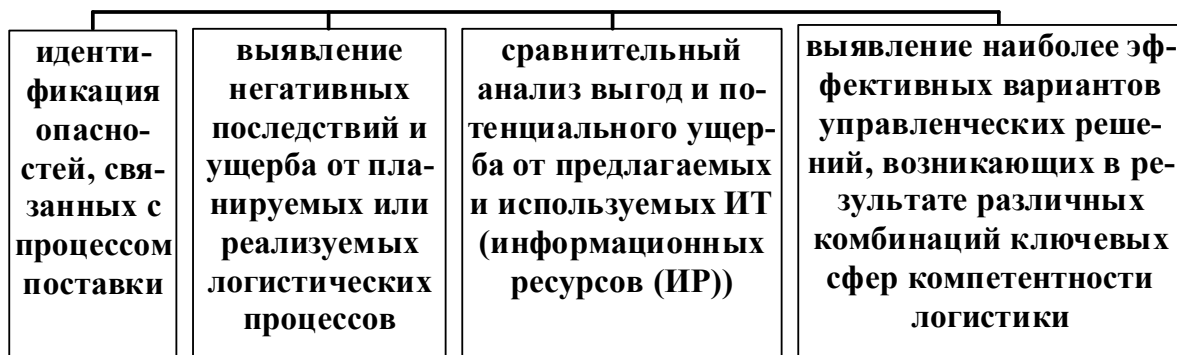 иденти-
фикация
опасно-
стей, свя-
занных с
процессом
поставки
выявление
негативных
последствий и
ущерба от пла-
нируемых или
реализуемых
логистических
процессов
сравнительный
анализ выгод и по-
тенциального ущер-
ба от предлагаемых
и используемых ИТ
(информационных
ресурсов (ИР))
выявление наиболее эф-
фективных вариантов
управленческих реше-
ний, возникающих в ре-
зультате различных
комбинаций ключевых
сфер компетентности
логистики